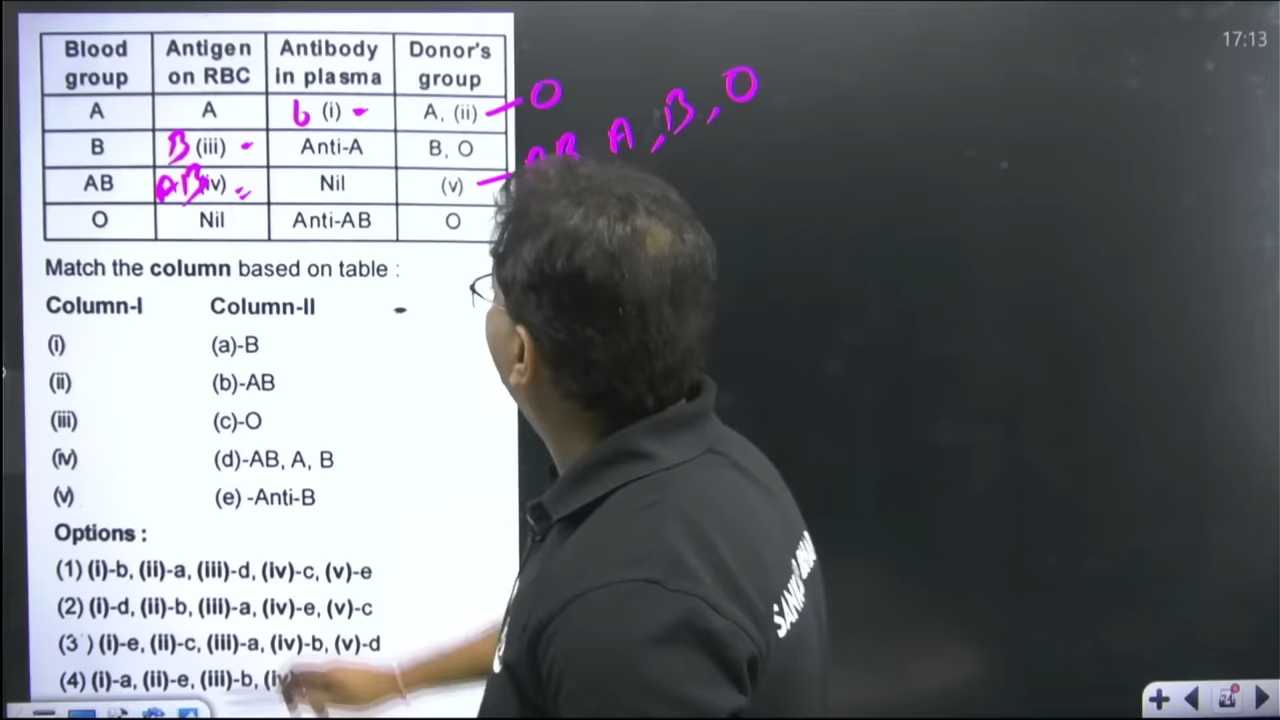 17:13
Blood group | Antigen on RBC | Antibody in plasma | Donor's group
A | A | b (i) - | A, (ii) — O
B | B (iii) - | Anti-A | B, O
AB | AB (iv) = | Nil | (v) — AB, A, B, O
O | Nil | Anti-AB | O
Match the column based on table :
Column-I Column-II
(i) (a)-B
(ii) (b)-AB
(iii) (c)-O
(iv) (d)-AB, A, B
(v) (e) -Anti-B
Options :
(1) (i)-b, (ii)-a, (iii)-d, (iv)-c, (v)-e
(2) (i)-d, (ii)-b, (iii)-a, (iv)-e, (v)-c
(3 ) (i)-e, (ii)-c, (iii)-a, (iv)-b, (v)-d
(4) (i)-a, (ii)-e, (iii)-b,
24